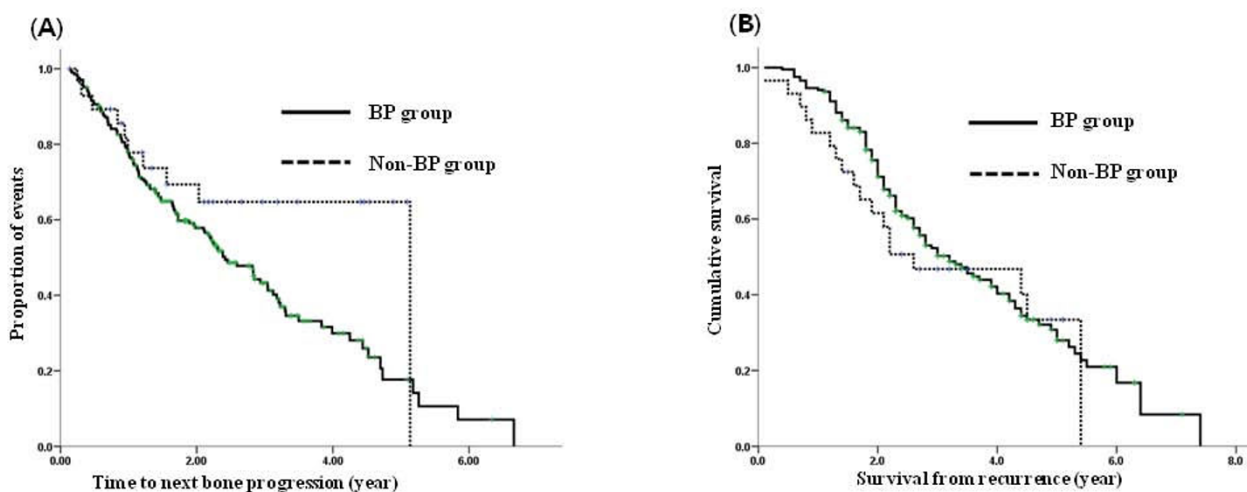 (A)
1.0
0.8
0.6
0.4
0.2
0.0
0.00
2.00
4.00
6.00
Proportion of events
Time to next bone progression (year)
BP group
Non-BP group
(B)
1.0
0.8
0.6
0.4
0.2
0.0
0.0
2.0
4.0
6.0
8.0
Cumulative survival
Survival from recurrence (year)
BP group
Non-BP group